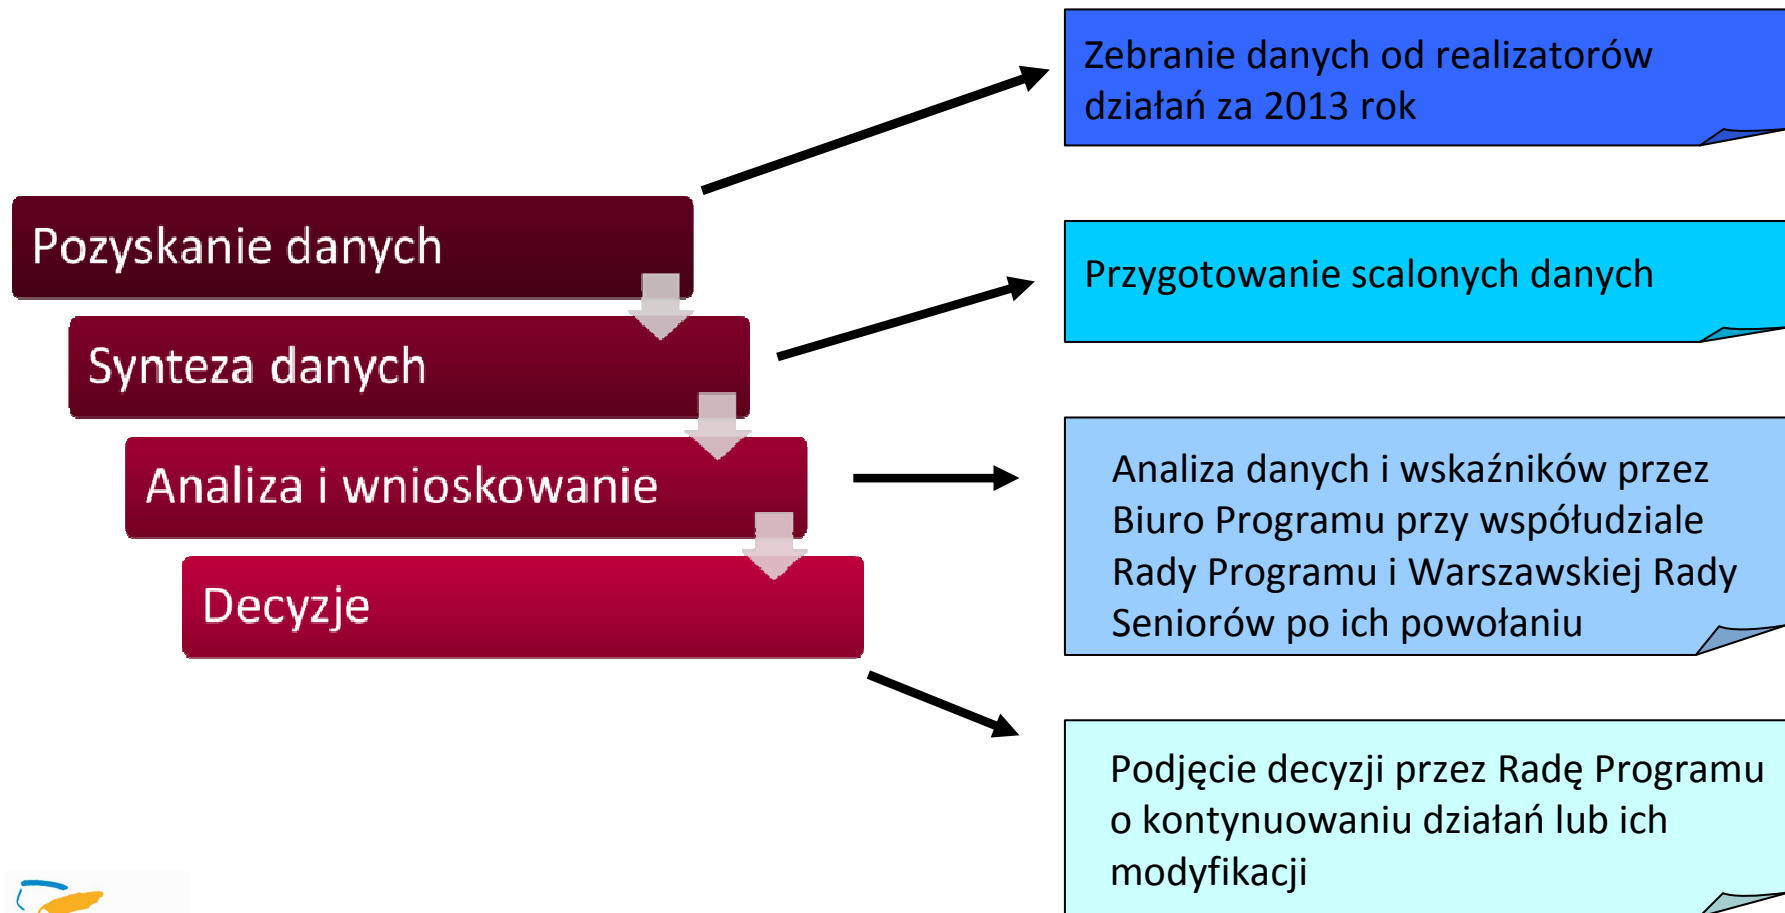 Pozyskanie danych
Synteza danych
Analiza i wnioskowanie
Decyzje
Zebranie danych od realizatorów
działań za 2013 rok
Przygotowanie scalonych danych
Analiza danych i wskaźników przez
Biuro Programu przy współudziale
Rady Programu i Warszawskiej Rady
Seniorów po ich powołaniu
Podjęcie decyzji przez Radę Programu
o kontynuowaniu działań lub ich
modyfikacji